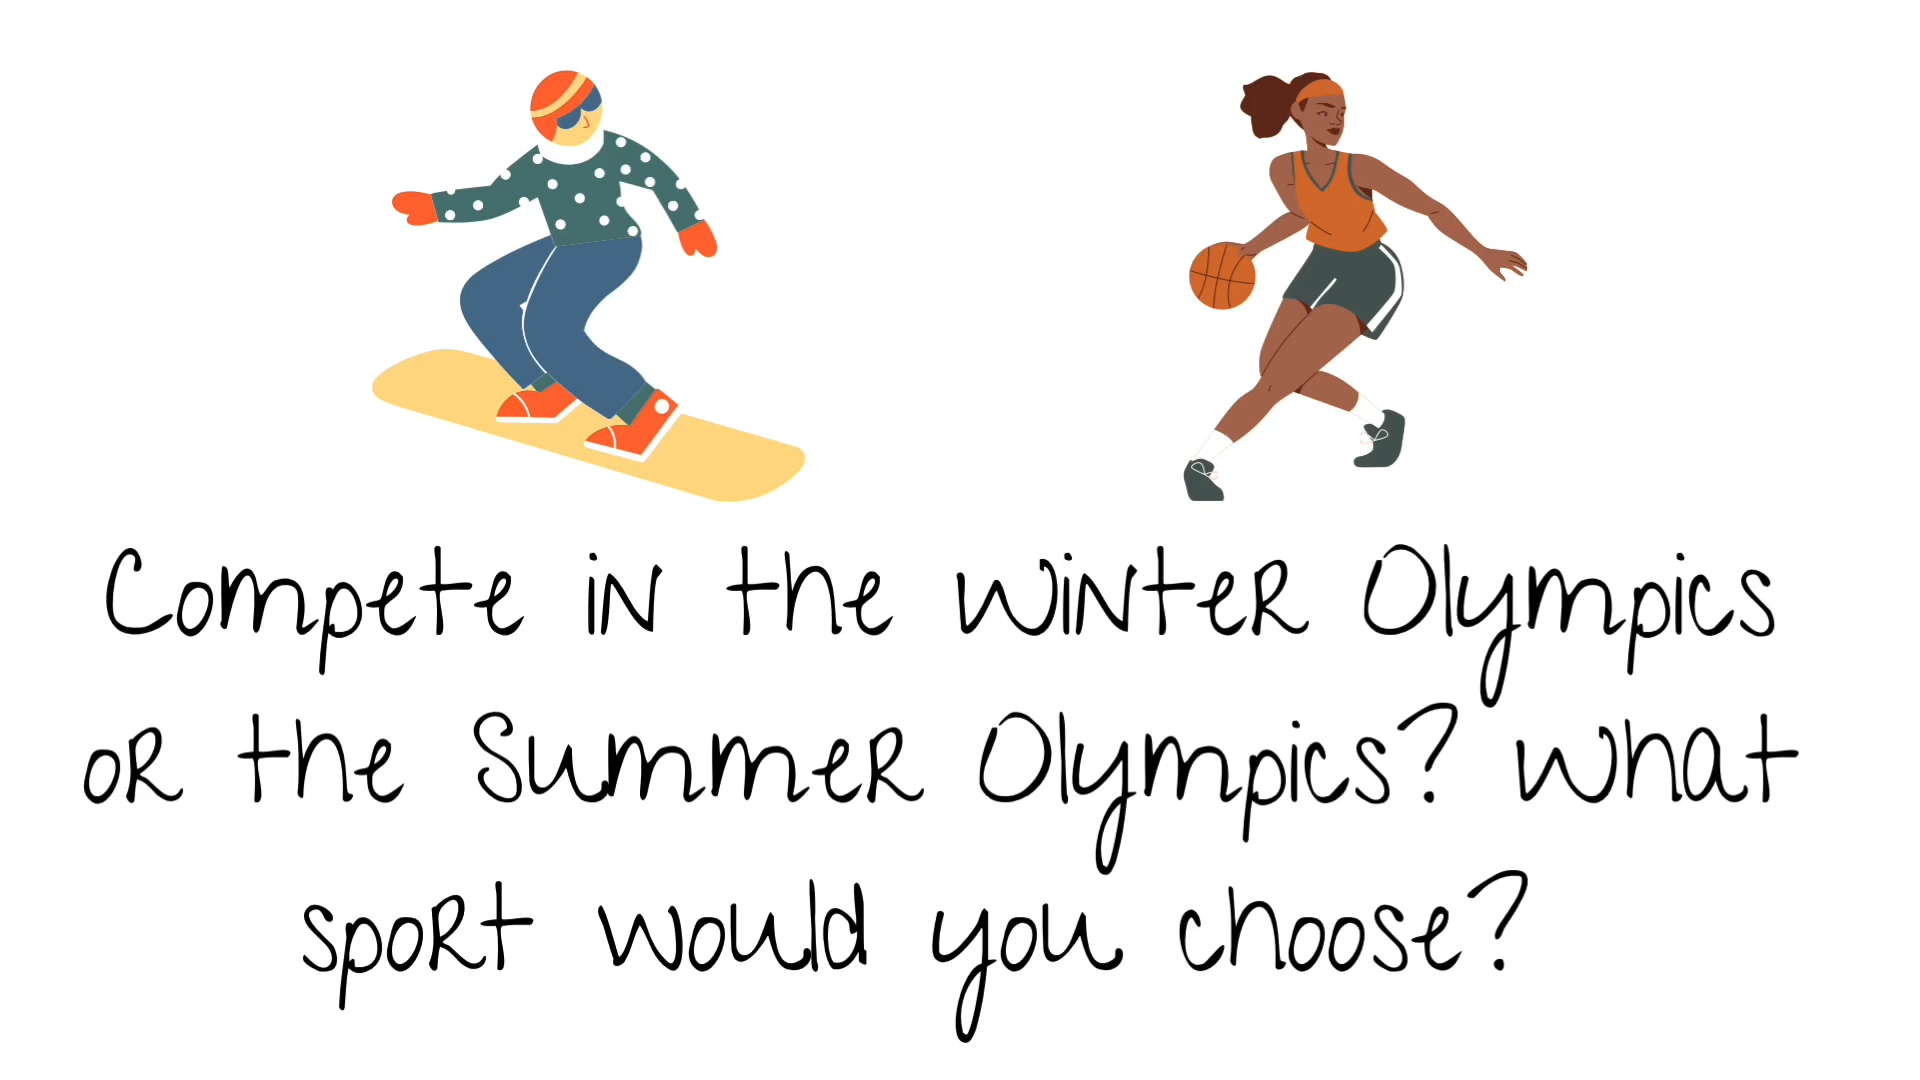 Compete in the Winter Olympics
or the Summer Olympics? What
sport would you choose?